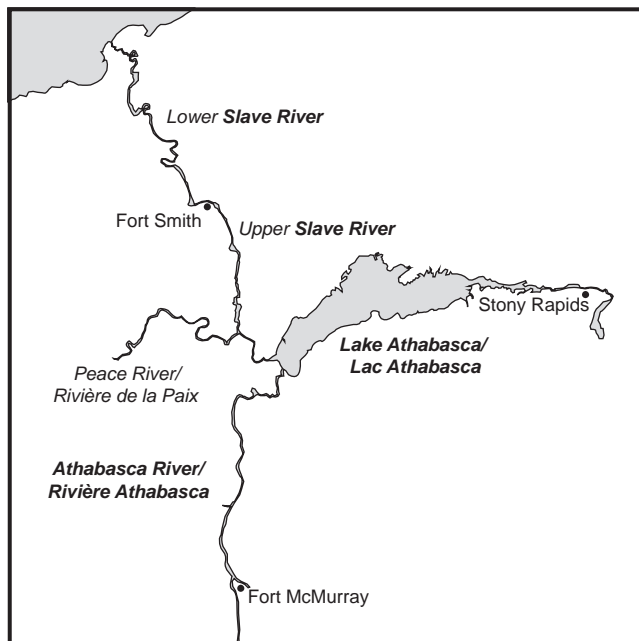 Lower Slave River
Fort Smith
Upper Slave River
Stony Rapids
Lake Athabasca/
Lac Athabasca
Peace River/
Rivière de la Paix
Athabasca River/
Rivière Athabasca
Fort McMurray